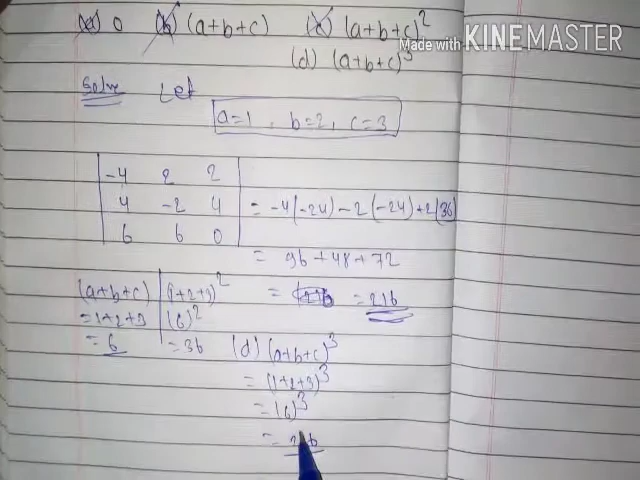 (a) 0 (b) (a+b+c) (c) (a+b+c)²
Made with KINEMASTER
(d) (a+b+c)³
Solve Let
a=1, b=2, c=3
-4 2 2
4 -2 4 = -4(-24) -2(-24)+2(36)
6 6 0
= 96+48+72
(a+b+c) (1+2+3)² = =216
=1+2+3 (6)²
=6 =36 (d) (a+b+c)³
=(1+2+3)³
=(6)³
=